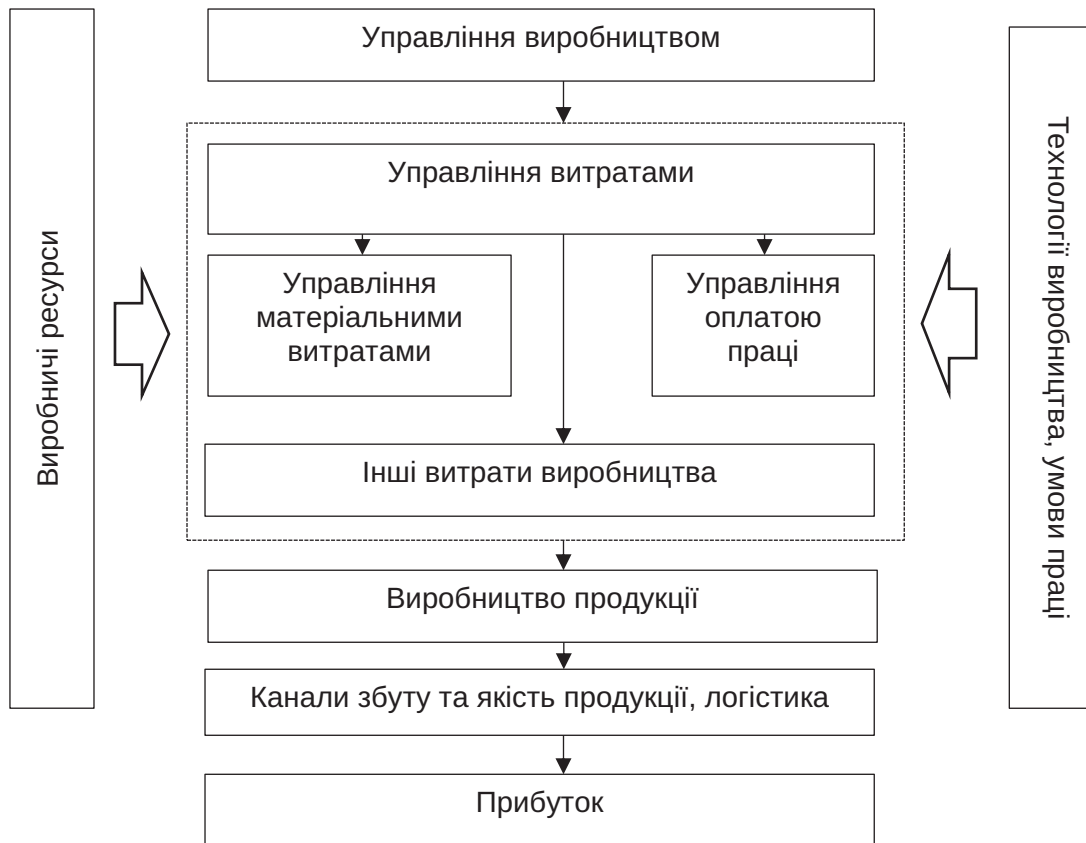 Управління виробництвом
Управління витратами
Управління
матеріальними
витратами
Управління
оплатою
праці
Інші витрати виробництва
Виробництво продукції
Канали збуту та якість продукції, логістика
Прибуток
Виробничі ресурси
Технології виробництва, умови праці